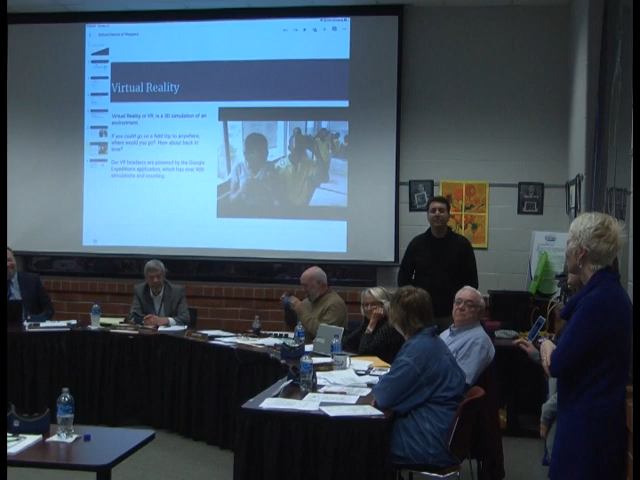 Virtual Reality
Virtual Reality or VR, is a 3D simulation of an
environment
If you could go on a field trip to anywhere,
where would you go? How about back in
time?
Our VR headsets are powered by the Google
Expeditions application, which has over 900
simulations and counting